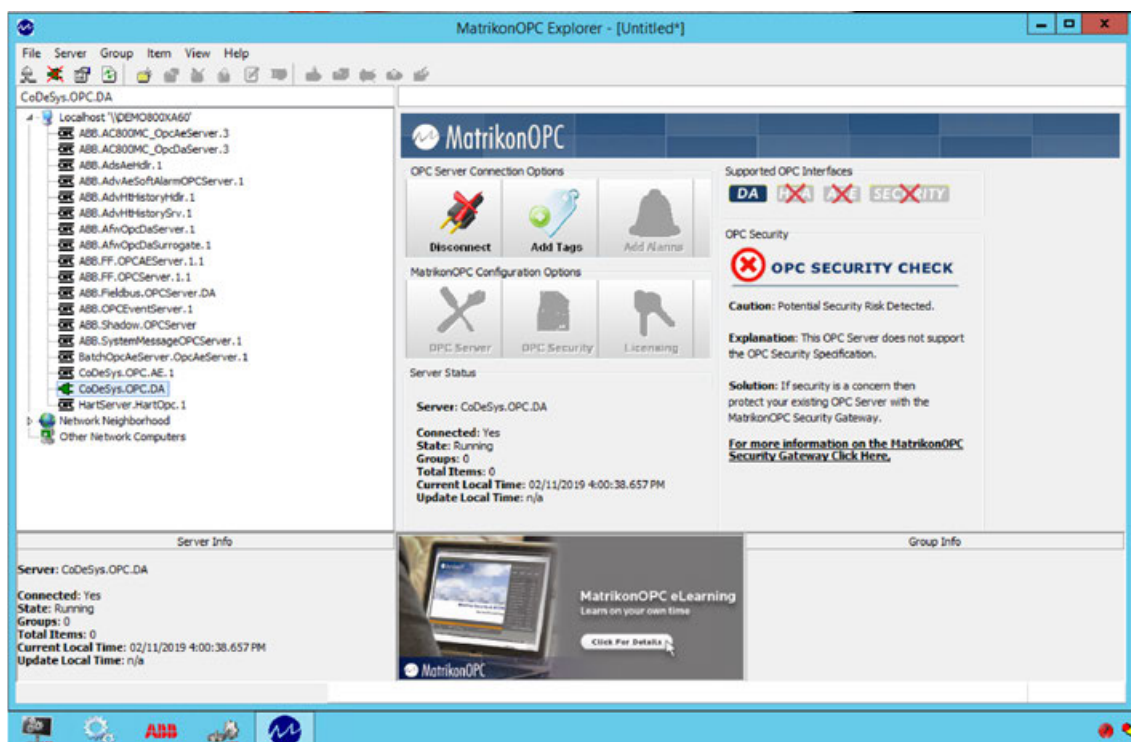 MatrikonOPC Explorer - [Untitled*]
File Server Group Item View Help
CoDeSys.OPC.DA
Localhost '\\DEMO800XA60'
ABB.AC800MC_OpcAeServer.3
ABB.AC800MC_OpcDaServer.3
ABB.AdsAeHdlr.1
ABB.AdvAeSoftAlarmOPCServer.1
ABB.AdvHtHistoryHdlr.1
ABB.AdvHtHistorySrv.1
ABB.AfwOpcDaServer.1
ABB.AfwOpcDaSurrogate.1
ABB.FF.OPCAEServer.1.1
ABB.FF.OPCServer.1.1
ABB.Fieldbus.OPCServer.DA
ABB.OPCEventServer.1
ABB.Shadow.OPCServer
ABB.SystemMessageOPCServer.1
BatchOpcAeServer.OpcAeServer.1
CoDeSys.OPC.AE.1
CoDeSys.OPC.DA
HartServer.HartOpc.1
Network Neighborhood
Other Network Computers
MatrikonOPC
OPC Server Connection Options
Disconnect Add Tags Add Alarms
MatrikonOPC Configuration Options
OPC Server OPC Security Licensing
Server Status
Server: CoDeSys.OPC.DA
Connected: Yes
State: Running
Groups: 0
Total Items: 0
Current Local Time: 02/11/2019 4:00:38.657 PM
Update Local Time: n/a
Supported OPC Interfaces
DA HDA A&E SECURITY
OPC Security
OPC SECURITY CHECK
Caution: Potential Security Risk Detected.
Explanation: This OPC Server does not support
the OPC Security Specification.
Solution: If security is a concern then
protect your existing OPC Server with the
MatrikonOPC Security Gateway.
For more information on the MatrikonOPC
Security Gateway Click Here.
Server Info
Server: CoDeSys.OPC.DA
Connected: Yes
State: Running
Groups: 0
Total Items: 0
Current Local Time: 02/11/2019 4:00:38.657 PM
Update Local Time: n/a
MatrikonOPC eLearning
Learn on your own time
Click For Details
MatrikonOPC
Group Info
ABB